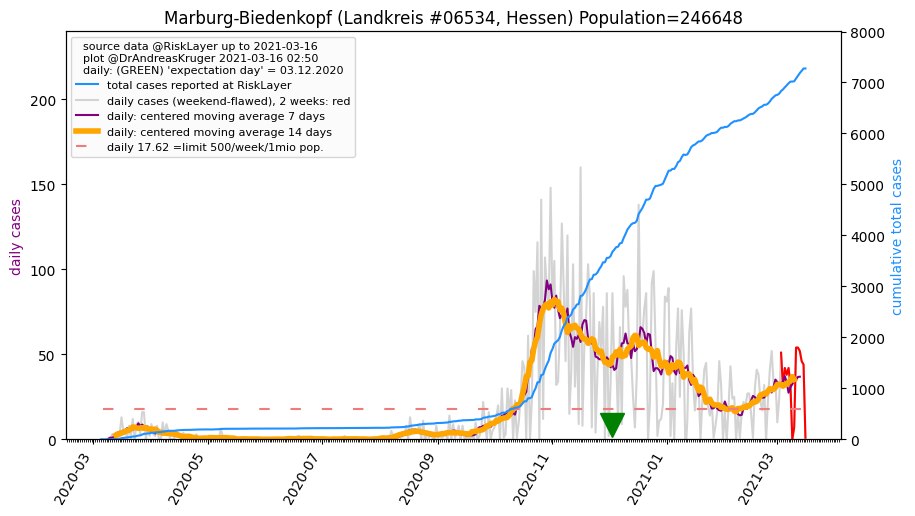 Marburg-Biedenkopf (Landkreis #06534, Hessen) Population=246648
source data @RiskLayer up to 2021-03-16
plot @DrAndreasKruger 2021-03-16 02:50
daily: (GREEN) 'expectation day' = 03.12.2020
total cases reported at RiskLayer
daily cases (weekend-flawed), 2 weeks: red
daily: centered moving average 7 days
daily: centered moving average 14 days
daily 17.62 =limit 500/week/1mio pop.
daily cases
200
150
100
50
0
8000
7000
6000
5000
4000
3000
2000
1000
0
cumulative total cases
2020-03
2020-05
2020-07
2020-09
2020-11
2021-01
2021-03